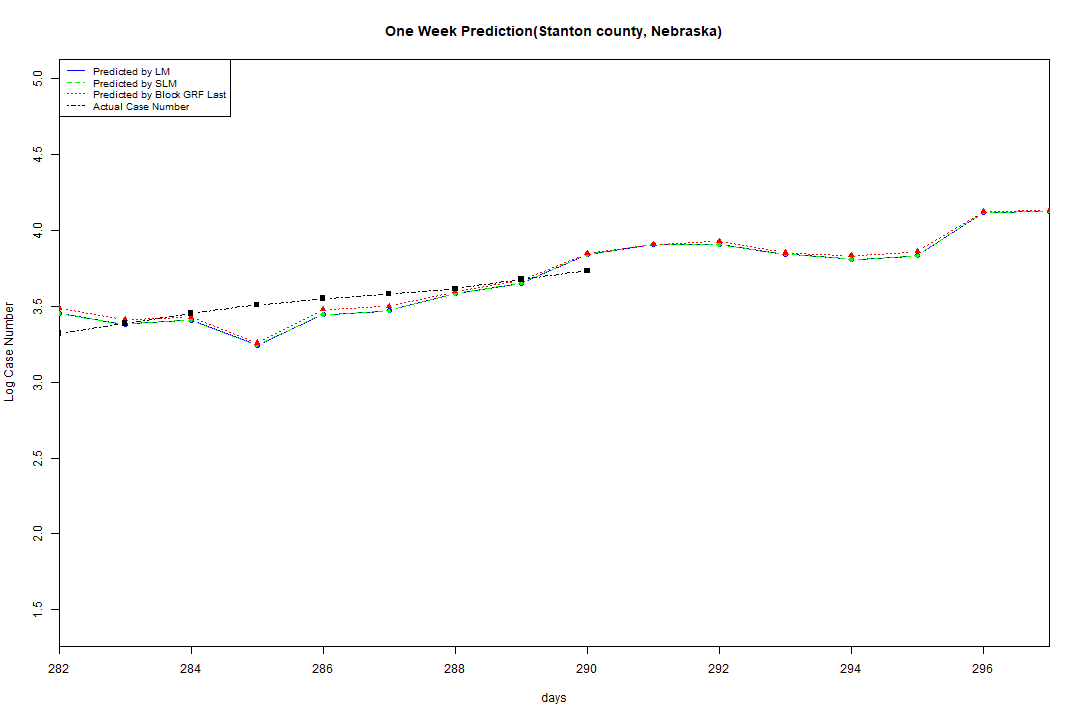 One Week Prediction(Stanton county, Nebraska)
Predicted by LM
Predicted by SLM
Predicted by Block GRF Last
Actual Case Number
5.0
4.5
4.0
3.5
3.0
2.5
2.0
1.5
Log Case Number
282 284 286 288 290 292 294 296
days